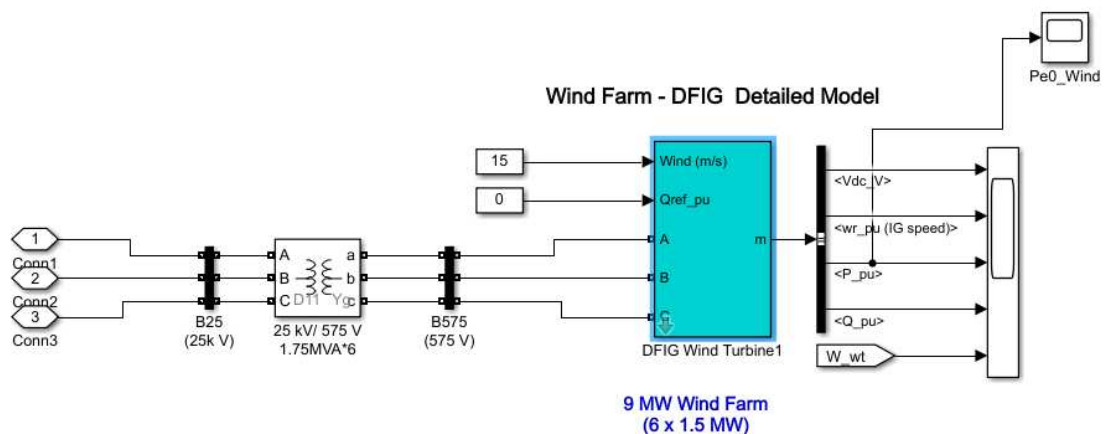 Pe0_Wind
Wind Farm - DFIG Detailed Model
15
Wind (m/s)
<Vdc_V>
0
Qref_pu
<wr_pu (IG speed)>
1
Conn1
A
a
A
m
2
Conn2
B
b
B
<P_pu>
3
Conn3
C
c
C
D11 Yg
<Q_pu>
B25
(25k V)
25 kV/ 575 V
1.75MVA*6
B575
(575 V)
DFIG Wind Turbine1
W_wt
9 MW Wind Farm
(6 x 1.5 MW)